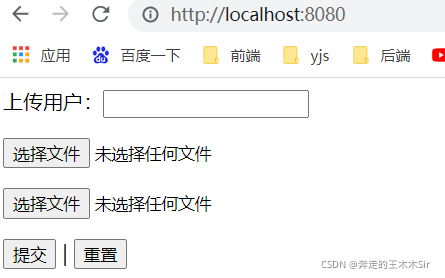 http://localhost:8080
应用 百度一下 前端 yjs 后端
上传用户：
选择文件 未选择任何文件
选择文件 未选择任何文件
提交 | 重置
CSDN @奔走的王木木Sir